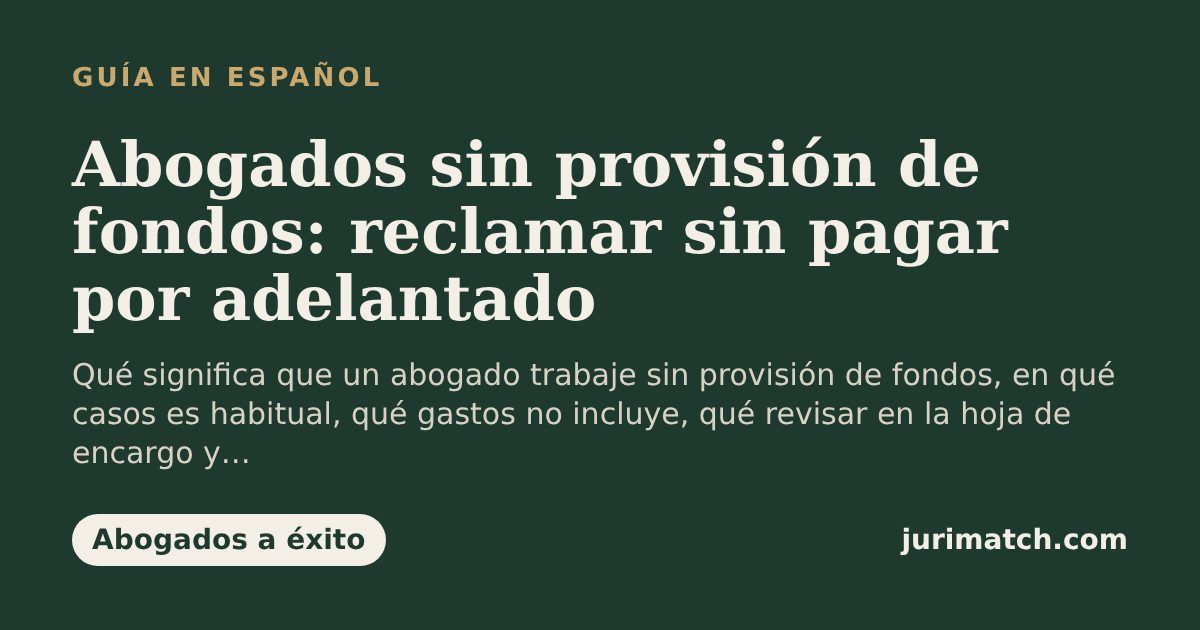 GUÍA EN ESPAÑOL
Abogados sin provisión de
fondos: reclamar sin pagar
por adelantado
Qué significa que un abogado trabaje sin provisión de fondos, en qué
casos es habitual, qué gastos no incluye, qué revisar en la hoja de
encargo y...
Abogados a éxito
jurimatch.com